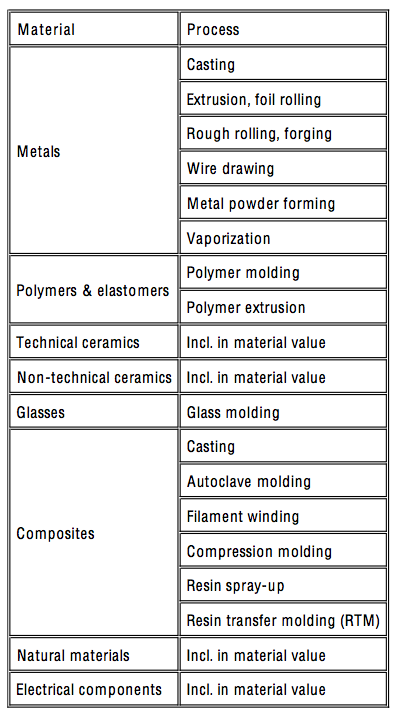 Material Process
Metals
Casting
Extrusion, foil rolling
Rough rolling, forging
Wire drawing
Metal powder forming
Vaporization
Polymers & elastomers
Polymer molding
Polymer extrusion
Technical ceramics Incl. in material value
Non-technical ceramics Incl. in material value
Glasses Glass molding
Composites
Casting
Autoclave molding
Filament winding
Compression molding
Resin spray-up
Resin transfer molding (RTM)
Natural materials Incl. in material value
Electrical components Incl. in material value